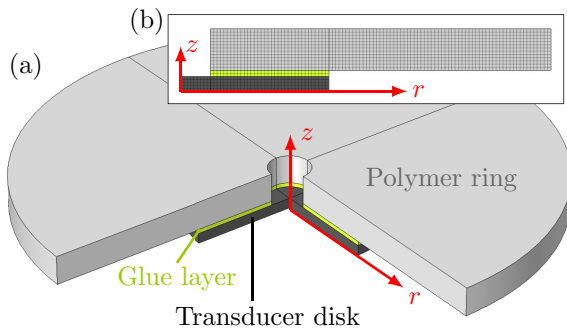 (b)
z
r
(a)
z
Polymer ring
Glue layer
r
Transducer disk